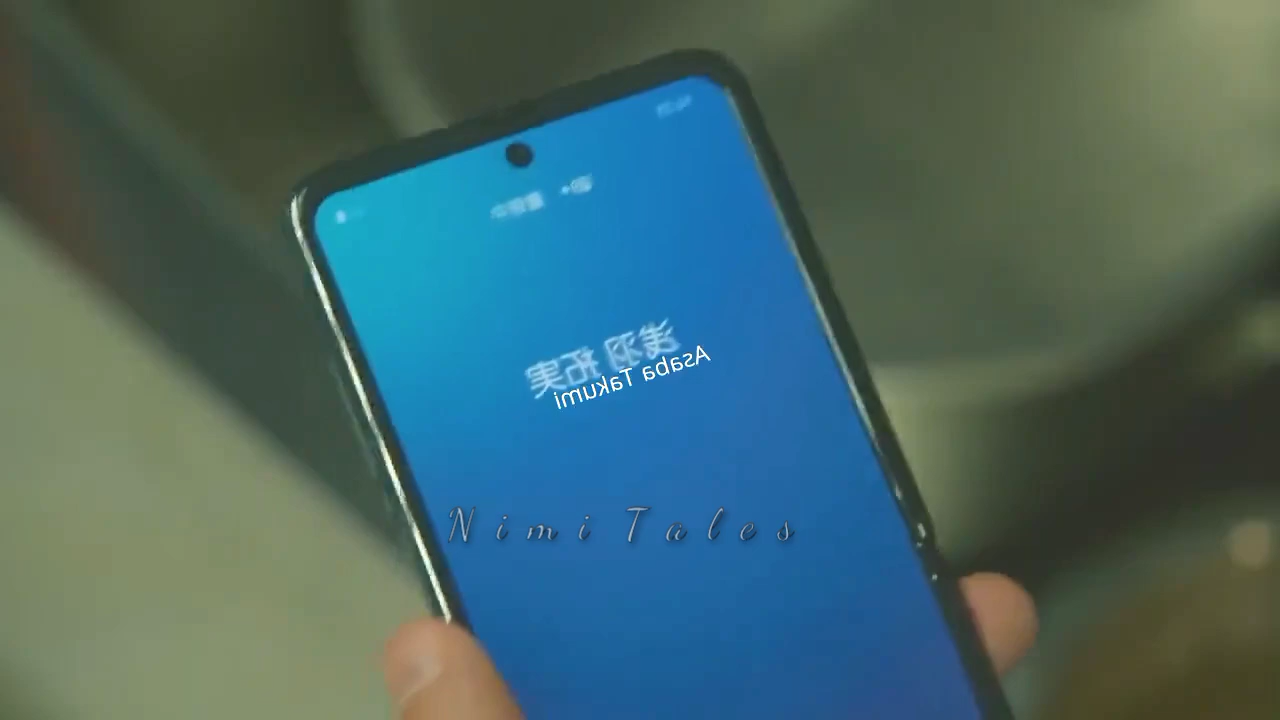 浅羽 拓実
Asaba Takumi
Nimi Tales